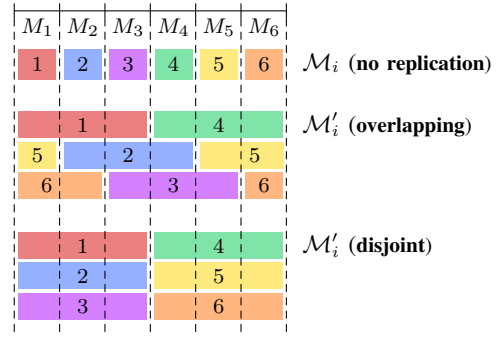 M₁ M₂ M₃ M₄ M₅ M₆
1 2 3 4 5 6 ℳᵢ (no replication)
1 4 ℳ′ᵢ (overlapping)
5 2 5
6 3 6
1 4 ℳ′ᵢ (disjoint)
2 5
3 6